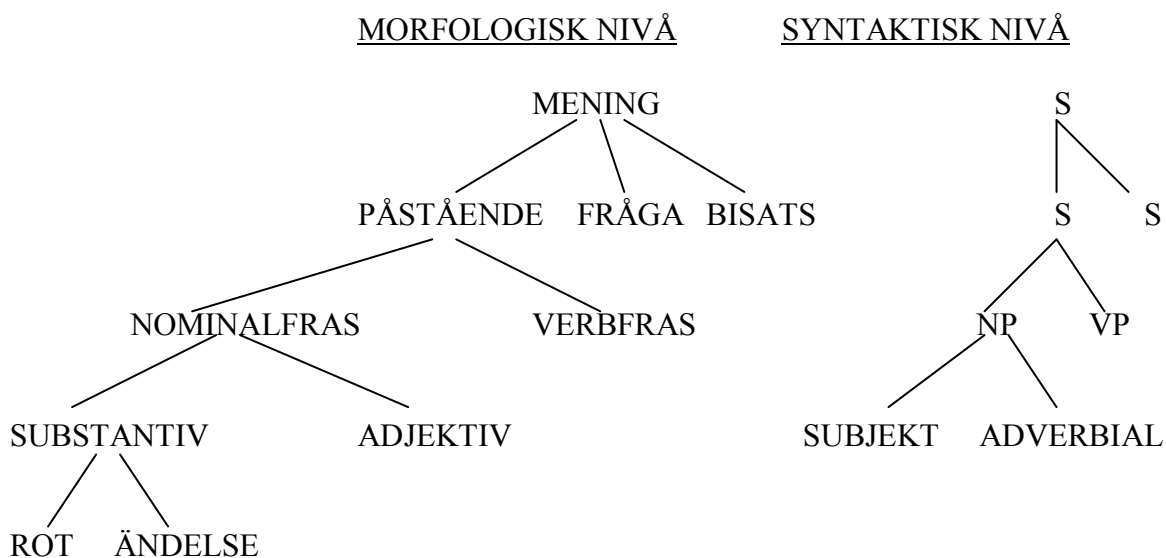 MORFOLOGISK NIVÅ SYNTAKTISK NIVÅ
MENING S
PÅSTÅENDE FRÅGA BISATS S S
NOMINALFRAS VERBFRAS NP VP
SUBSTANTIV ADJEKTIV SUBJEKT ADVERBIAL
ROT ÄNDELSE